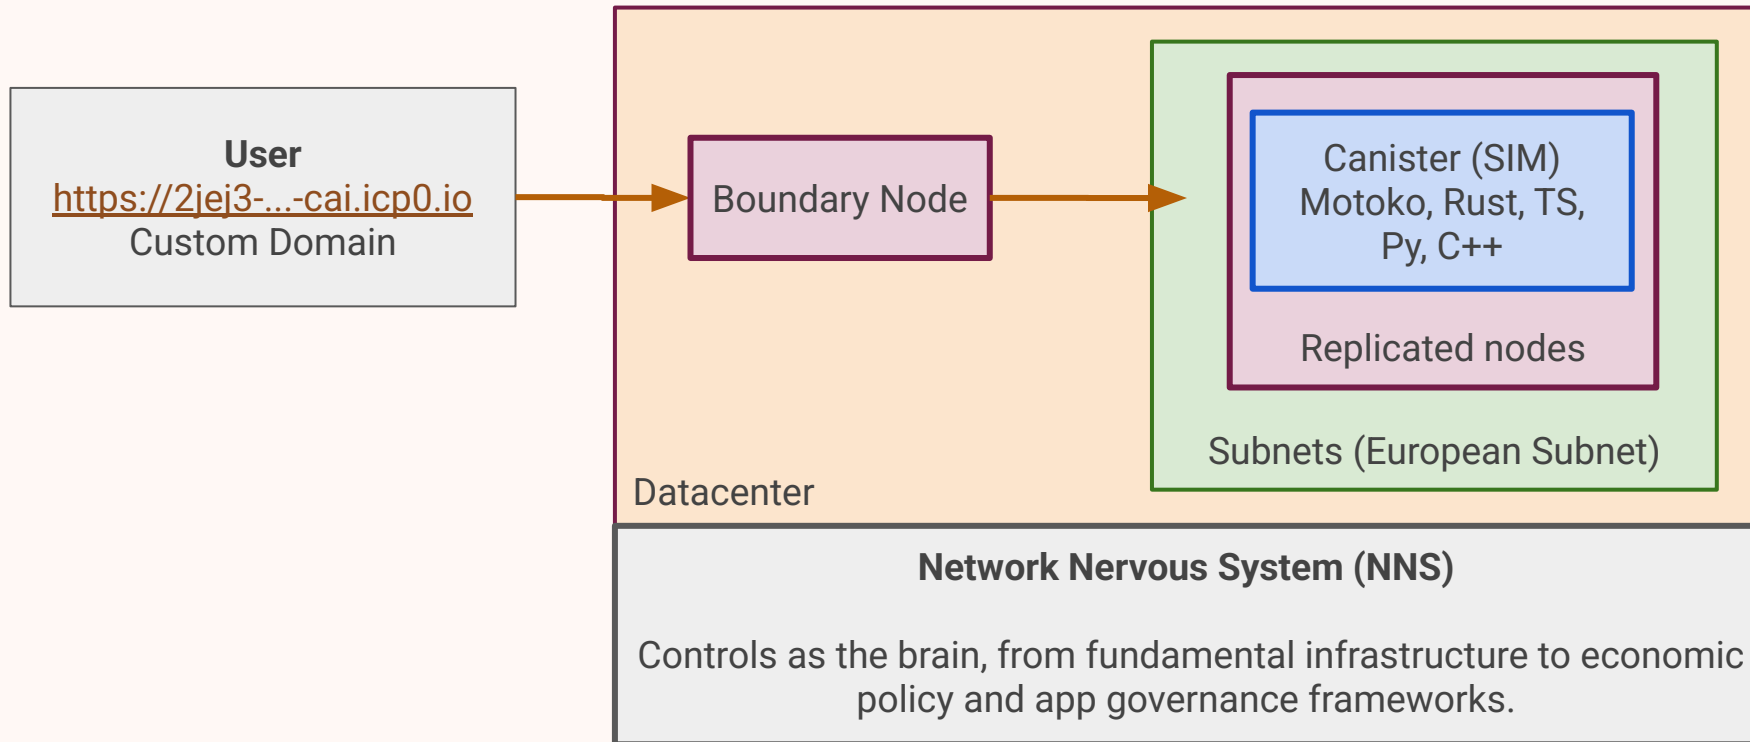 User
https://2jej3-...-cai.icp0.io
Custom Domain
Boundary Node
Canister (SIM)
Motoko, Rust, TS,
Py, C++
Replicated nodes
Subnets (European Subnet)
Datacenter
Network Nervous System (NNS)
Controls as the brain, from fundamental infrastructure to economic
policy and app governance frameworks.